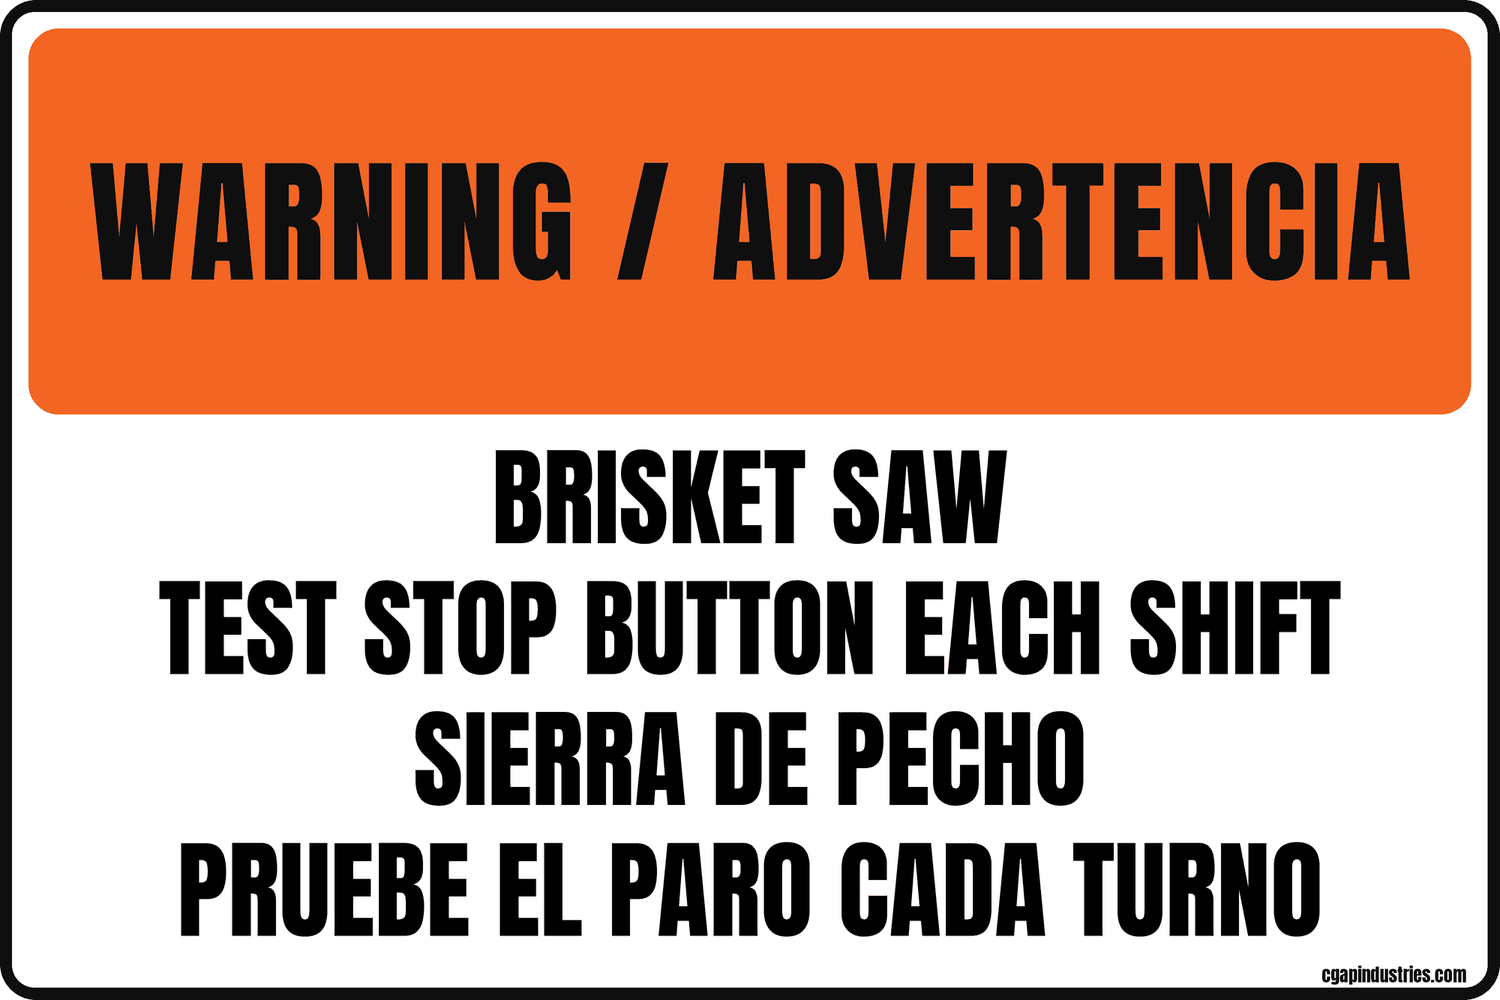 WARNING / ADVERTENCIA
BRISKET SAW
TEST STOP BUTTON EACH SHIFT
SIERRA DE PECHO
PRUEBE EL PARO CADA TURNO
cgapindustries.com